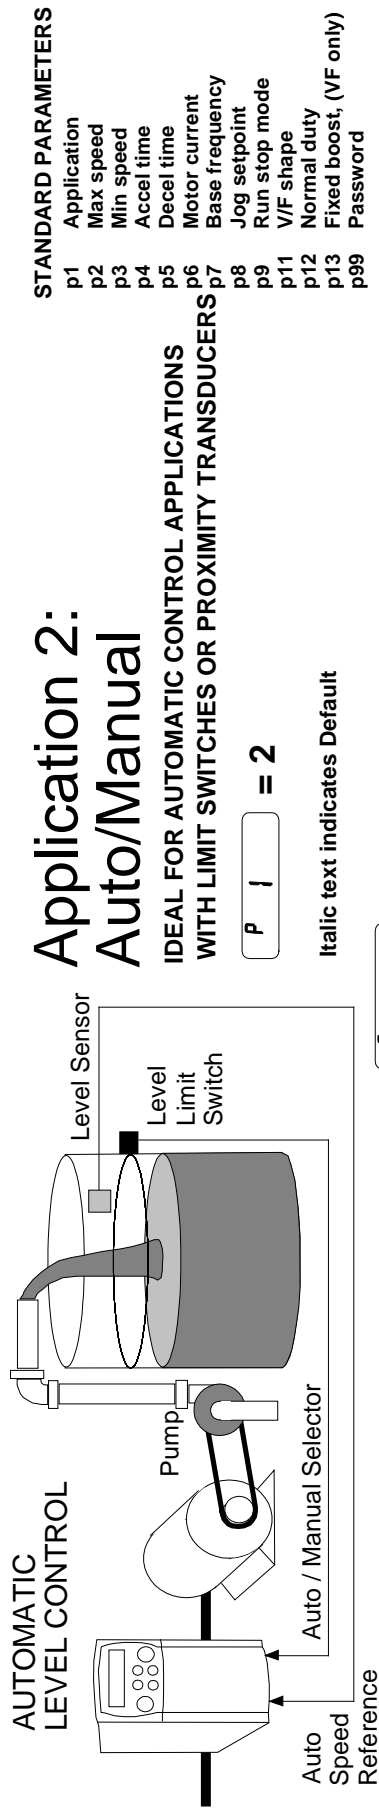 AUTOMATIC
LEVEL CONTROL
Pump
Level Sensor
Level
Limit
Switch
Auto / Manual Selector
Auto
Speed
Reference
Application 2:
Auto/Manual
IDEAL FOR AUTOMATIC CONTROL APPLICATIONS
WITH LIMIT SWITCHES OR PROXIMITY TRANSDUCERS
P 1 = 2
Italic text indicates Default
STANDARD PARAMETERS
p1 Application
p2 Max speed
p3 Min speed
p4 Accel time
p5 Decel time
p6 Motor current
p7 Base frequency
p8 Jog setpoint
p9 Run stop mode
p11 V/F shape
p12 Normal duty
p13 Fixed boost, (VF only)
p99 Password